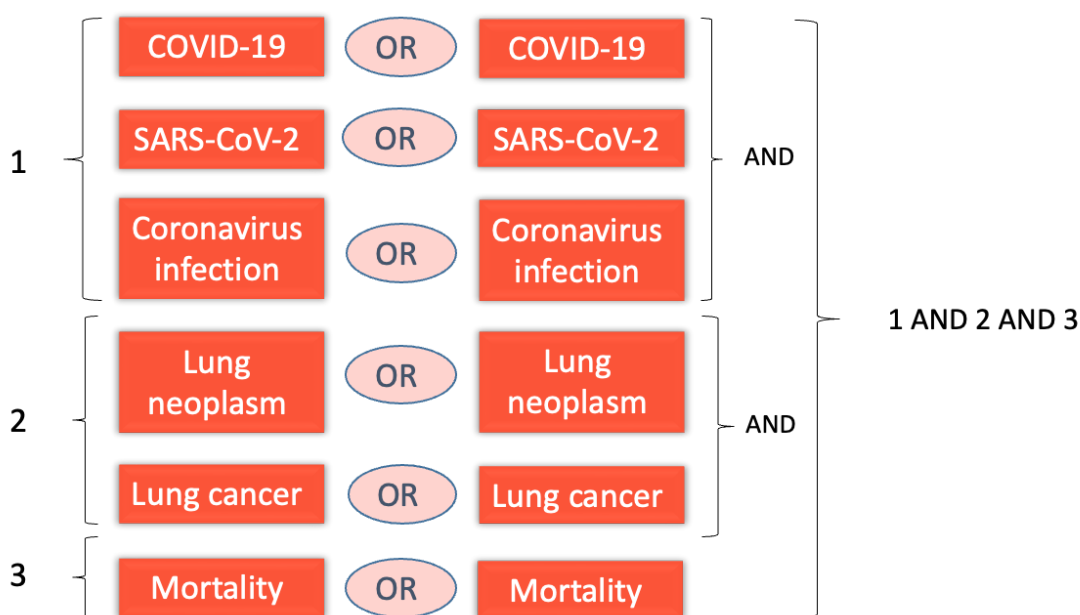 COVID-19 OR COVID-19
1 SARS-CoV-2 OR SARS-CoV-2 AND
Coronavirus OR Coronavirus
infection infection
1 AND 2 AND 3
Lung OR Lung
neoplasm neoplasm
2 AND
Lung cancer OR Lung cancer
3 Mortality OR Mortality